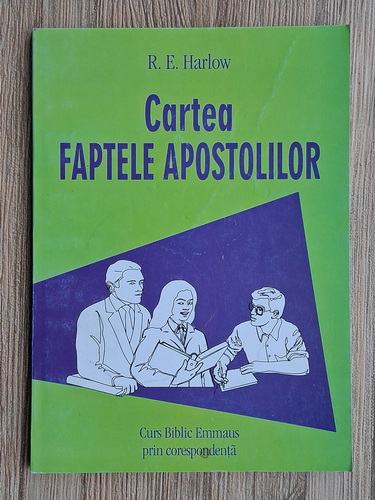 R. E. Harlow
Cartea
FAPTELE APOSTOLILOR
Curs Biblic Emmaus
prin corespondență